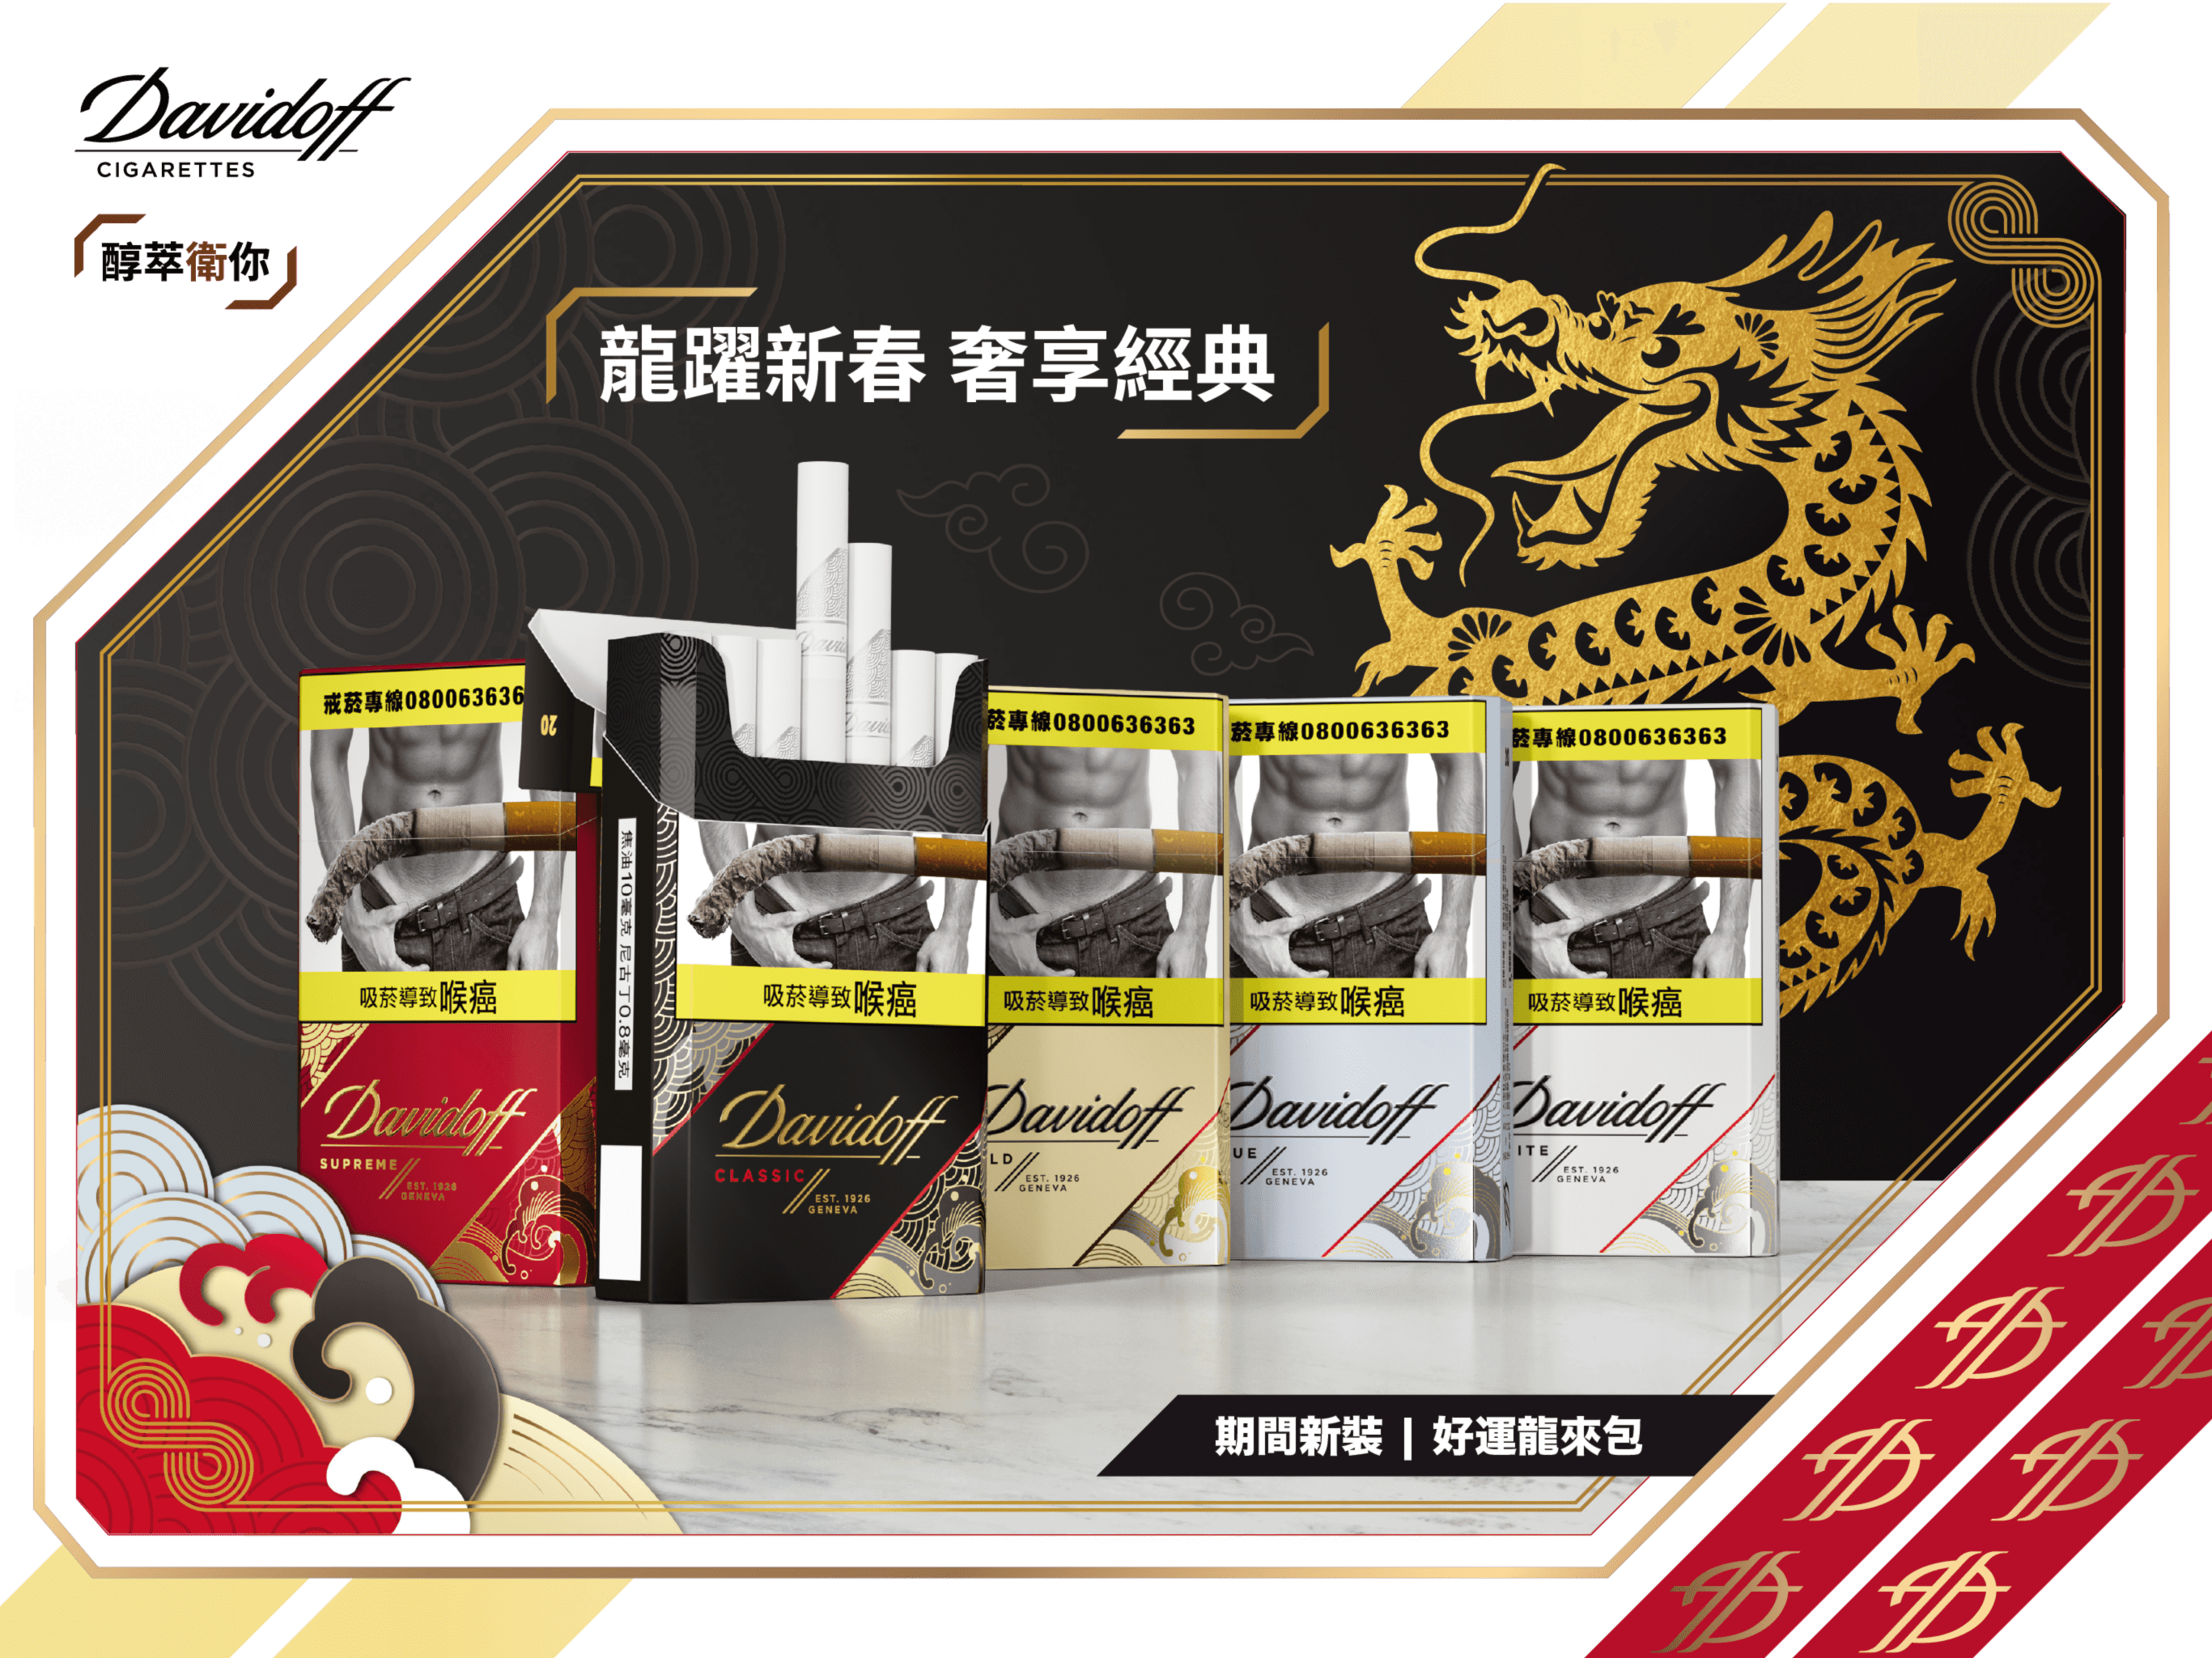 Davidoff
CIGARETTES
醇萃衛你
龍躍新春 奢享經典
戒菸專線080063636
20
菸專線0800636363
菸專線0800636363
菸專線0800636363
焦油10毫克 尼古丁0.8毫克
吸菸導致喉癌
吸菸導致喉癌
吸菸導致喉癌
吸菸導致喉癌
吸菸導致喉癌
Davidoff
SUPREME
EST. 1926
GENEVA
Davidoff
CLASSIC
EST. 1926
GENEVA
Davidoff
LD
EST. 1926
GENEVA
Davidoff
UE
EST. 1926
GENEVA
Davidoff
ITE
EST. 1926
GENEVA
期間新裝 | 好運龍來包